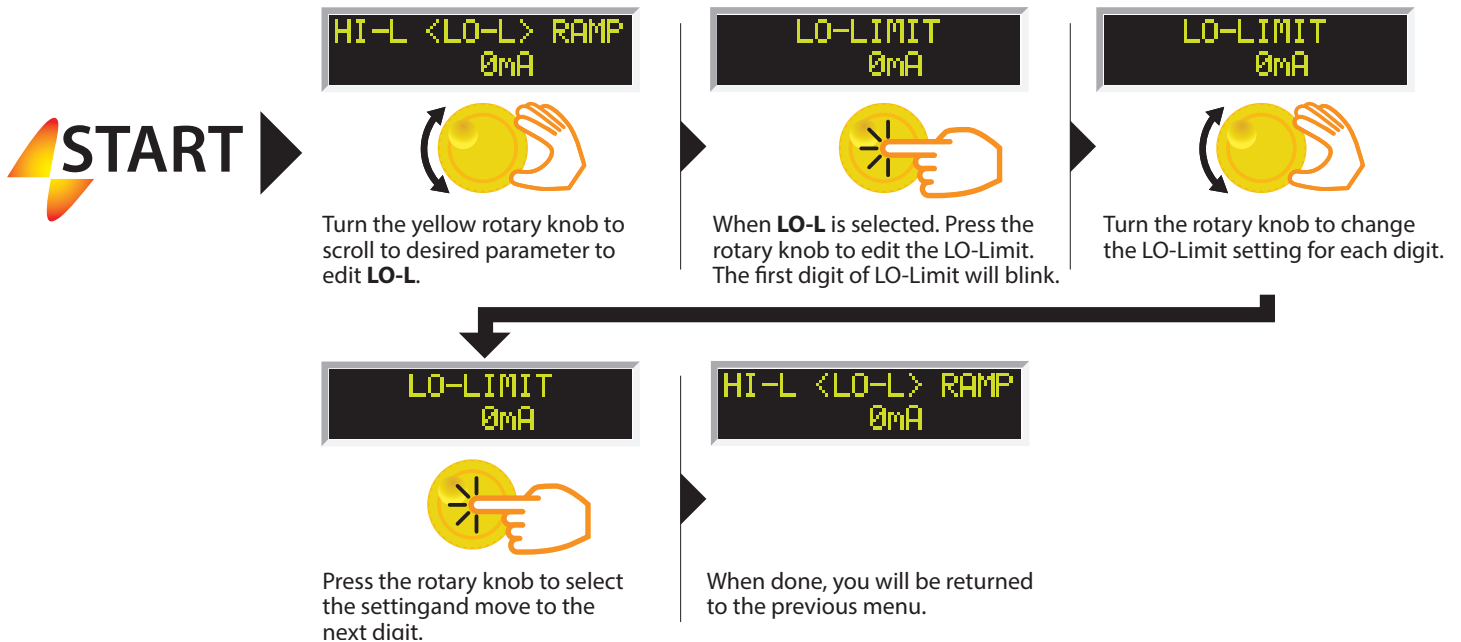 START
HI-L <LO-L> RAMP
0mA
Turn the yellow rotary knob to
scroll to desired parameter to
edit LO-L.
LO-LIMIT
0mA
When LO-L is selected. Press the
rotary knob to edit the LO-Limit.
The first digit of LO-Limit will blink.
LO-LIMIT
0mA
Turn the rotary knob to change
the LO-Limit setting for each digit.
LO-LIMIT
0mA
Press the rotary knob to select
the settingand move to the
next digit.
HI-L <LO-L> RAMP
0mA
When done, you will be returned
to the previous menu.